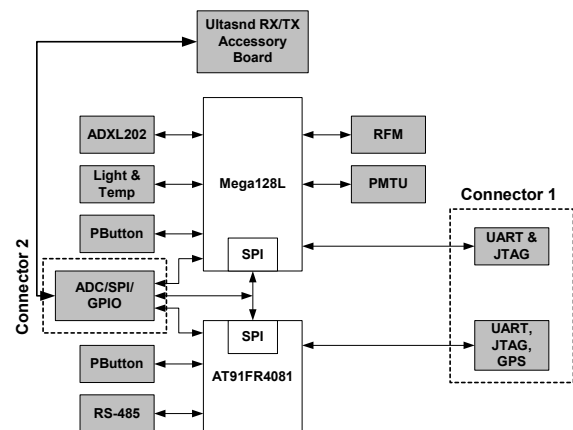 Ultasnd RX/TX
Accessory
Board
ADXL202
RFM
Light &
Temp
Mega128L
PMTU
Connector 1
PButton
UART &
JTAG
SPI
Connector 2
ADC/SPI/
GPIO
SPI
UART,
JTAG,
GPS
PButton
AT91FR4081
RS-485